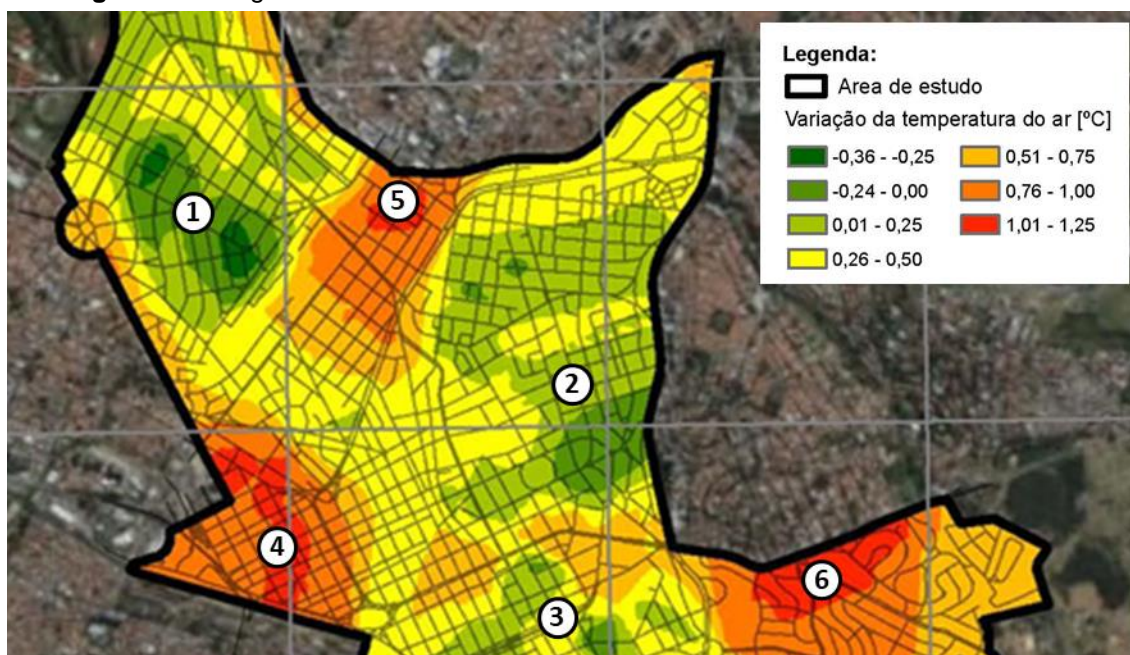 Legenda:
Area de estudo
Variação da temperatura do ar [ºC]
-0,36 - -0,25
-0,24 - 0,00
0,01 - 0,25
0,26 - 0,50
0,51 - 0,75
0,76 - 1,00
1,01 - 1,25
1
5
2
4
6
3